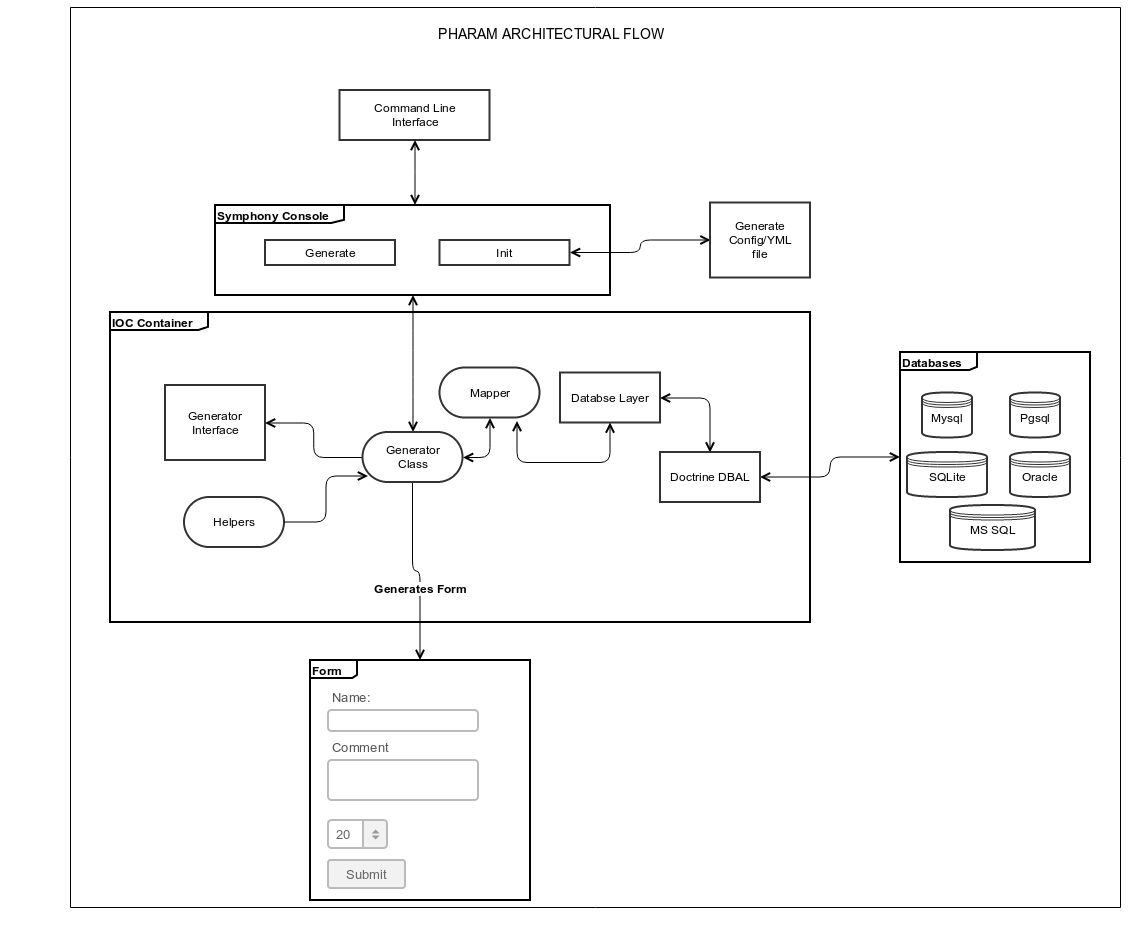 PHARAM ARCHITECTURAL FLOW
Command Line
Interface
Symphony Console
Generate
Init
Generate
Config/YML
file
IOC Container
Generator
Interface
Mapper
Databse Layer
Generator
Class
Helpers
Doctrine DBAL
Generates Form
Databases
Mysql
Pgsql
SQLite
Oracle
MS SQL
Form
Name:
Comment
20
Submit